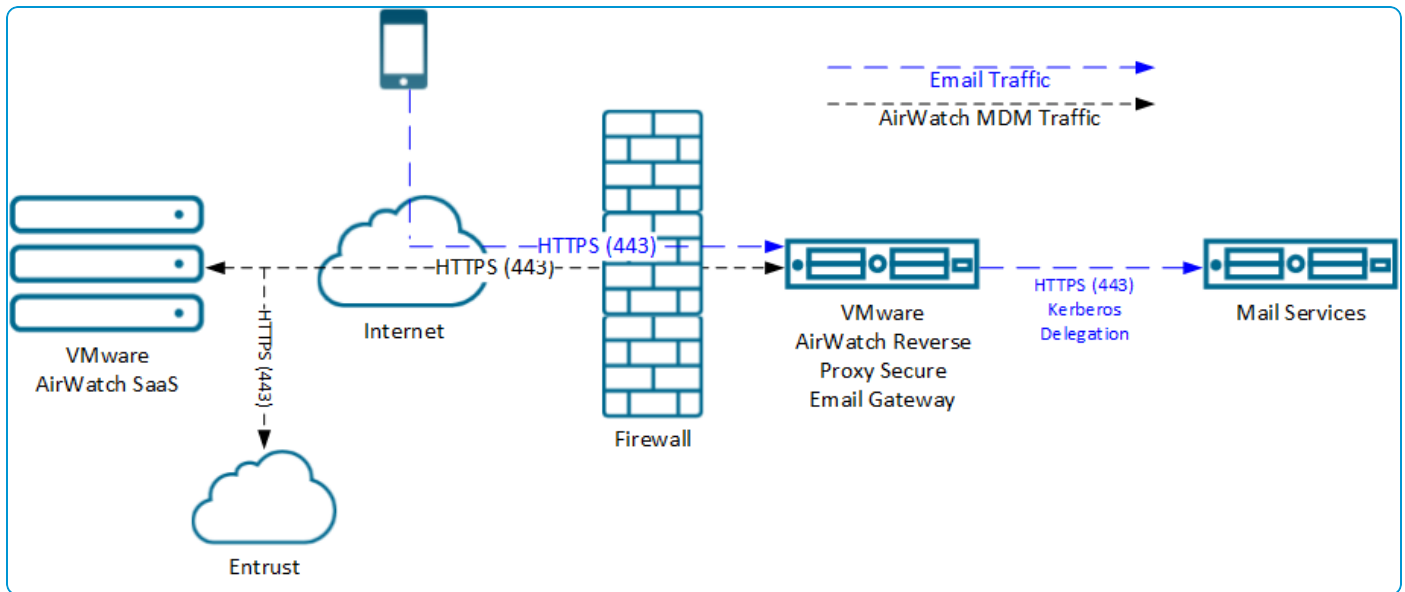 Email Traffic
AirWatch MDM Traffic
HTTPS (443)
HTTPS (443)
HTTPS (443)
HTTPS (443)
Kerberos
Delegation
VMware
AirWatch SaaS
Internet
Firewall
VMware
AirWatch Reverse
Proxy Secure
Email Gateway
Mail Services
Entrust